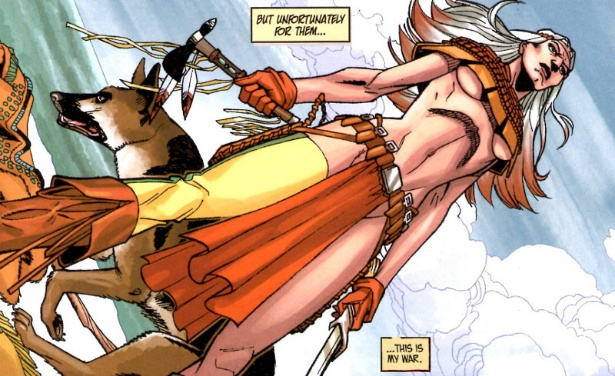 BUT UNFORTUNATELY
FOR THEM...
...THIS IS
MY WAR.